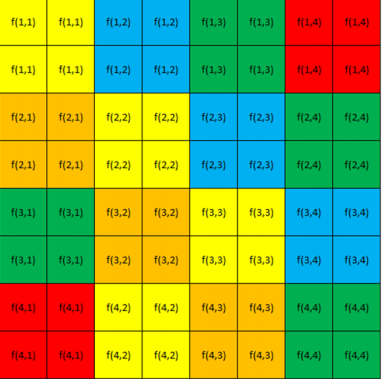 f(1,1) f(1,1) f(1,2) f(1,2) f(1,3) f(1,3) f(1,4) f(1,4)
f(1,1) f(1,1) f(1,2) f(1,2) f(1,3) f(1,3) f(1,4) f(1,4)
f(2,1) f(2,1) f(2,2) f(2,2) f(2,3) f(2,3) f(2,4) f(2,4)
f(2,1) f(2,1) f(2,2) f(2,2) f(2,3) f(2,3) f(2,4) f(2,4)
f(3,1) f(3,1) f(3,2) f(3,2) f(3,3) f(3,3) f(3,4) f(3,4)
f(3,1) f(3,1) f(3,2) f(3,2) f(3,3) f(3,3) f(3,4) f(3,4)
f(4,1) f(4,1) f(4,2) f(4,2) f(4,3) f(4,3) f(4,4) f(4,4)
f(4,1) f(4,1) f(4,2) f(4,2) f(4,3) f(4,3) f(4,4) f(4,4)